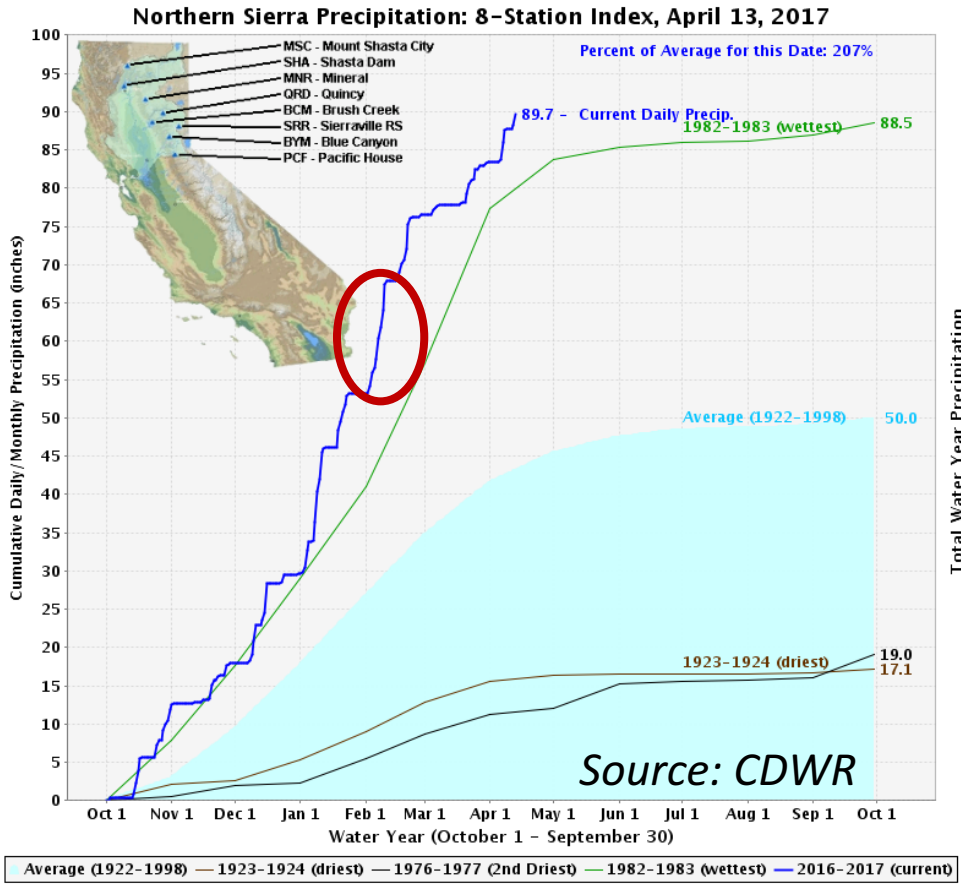 Northern Sierra Precipitation: 8-Station Index, April 13, 2017
Percent of Average for this Date: 207%
MSC - Mount Shasta City
SHA - Shasta Dam
MNR - Mineral
QRD - Quincy
BCM - Brush Creek
SRR - Sierraville RS
BYM - Blue Canyon
PCF - Pacific House
89.7 - Current Daily Precip.
1982-1983 (wettest)
88.5
Average (1922-1998)
50.0
1923-1924 (driest)
19.0
17.1
Source: CDWR
Cumulative Daily/Monthly Precipitation (inches)
Total Water Year Precipitation
100
95
90
85
80
75
70
65
60
55
50
45
40
35
30
25
20
15
10
5
0
Oct 1 Nov 1 Dec 1 Jan 1 Feb 1 Mar 1 Apr 1 May 1 Jun 1 Jul 1 Aug 1 Sep 1 Oct 1
Water Year (October 1 - September 30)
Average (1922-1998) 1923-1924 (driest) 1976-1977 (2nd Driest) 1982-1983 (wettest) 2016-2017 (current)